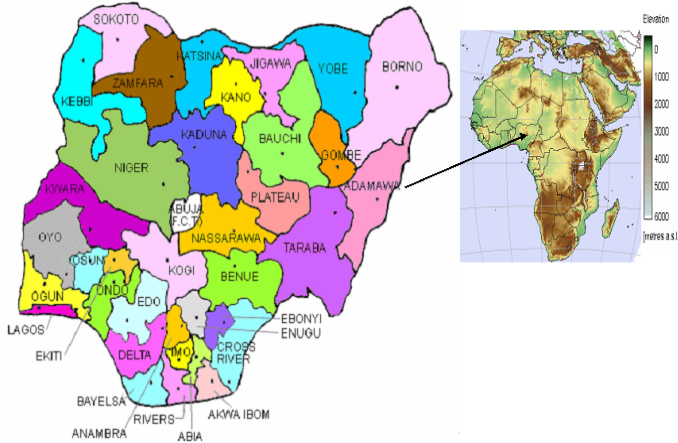 SOKOTO
KATSINA
JIGAWA
YOBE
BORNO
ZAMFARA
KEBBI
KANO
KADUNA
BAUCHI
GOMBE
NIGER
ADAMAWA
KWARA
PLATEAU
ABUJA
(F.C.T)
NASSARAWA
OYO
TARABA
OSUN
KOGI
BENUE
OGUN
ONDO
EDO
LAGOS
EKITI
EBONYI
ENUGU
DELTA
IMO
CROSS
RIVER
BAYELSA
RIVERS
AKWA IBOM
ANAMBRA
ABIA
Elevation
0
1000
2000
3000
4000
5000
6000
[metres a.s.l